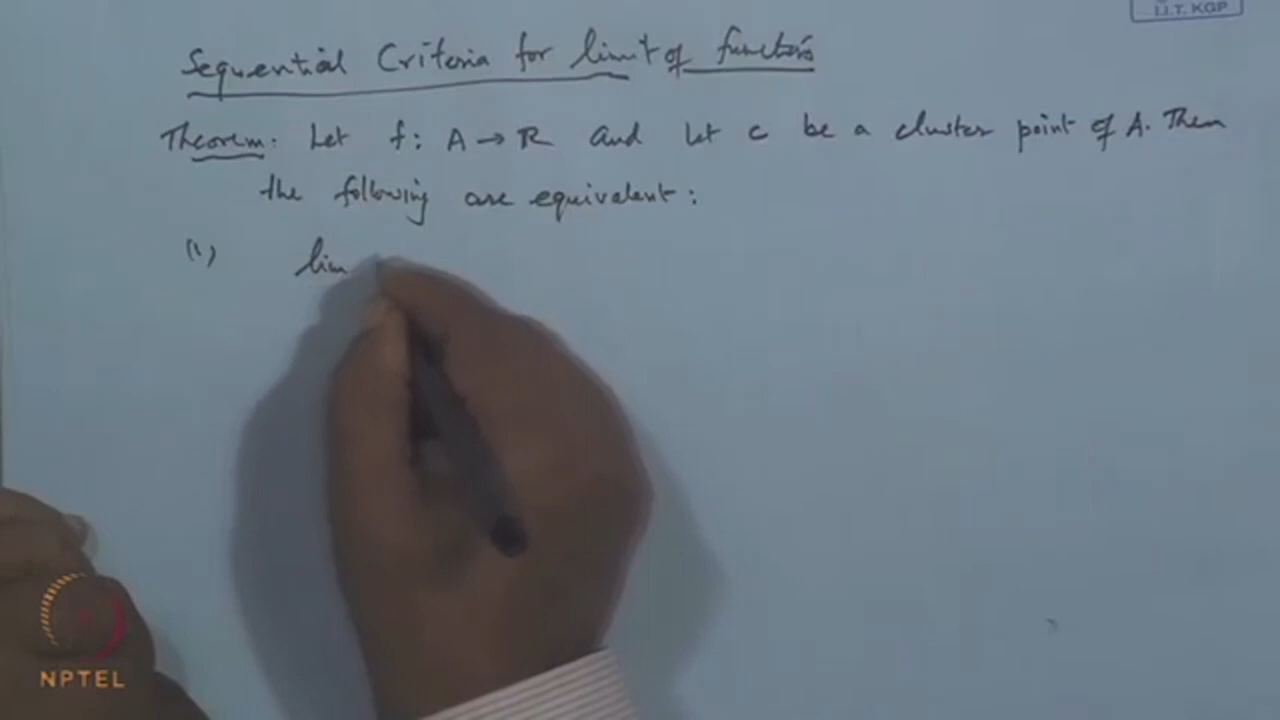 I.I.T. KGP
Sequential Criteria for limit of functions
Theorem: Let f: A → R and let c be a cluster point of A. Then
the following are equivalent:
(i) lim
NPTEL